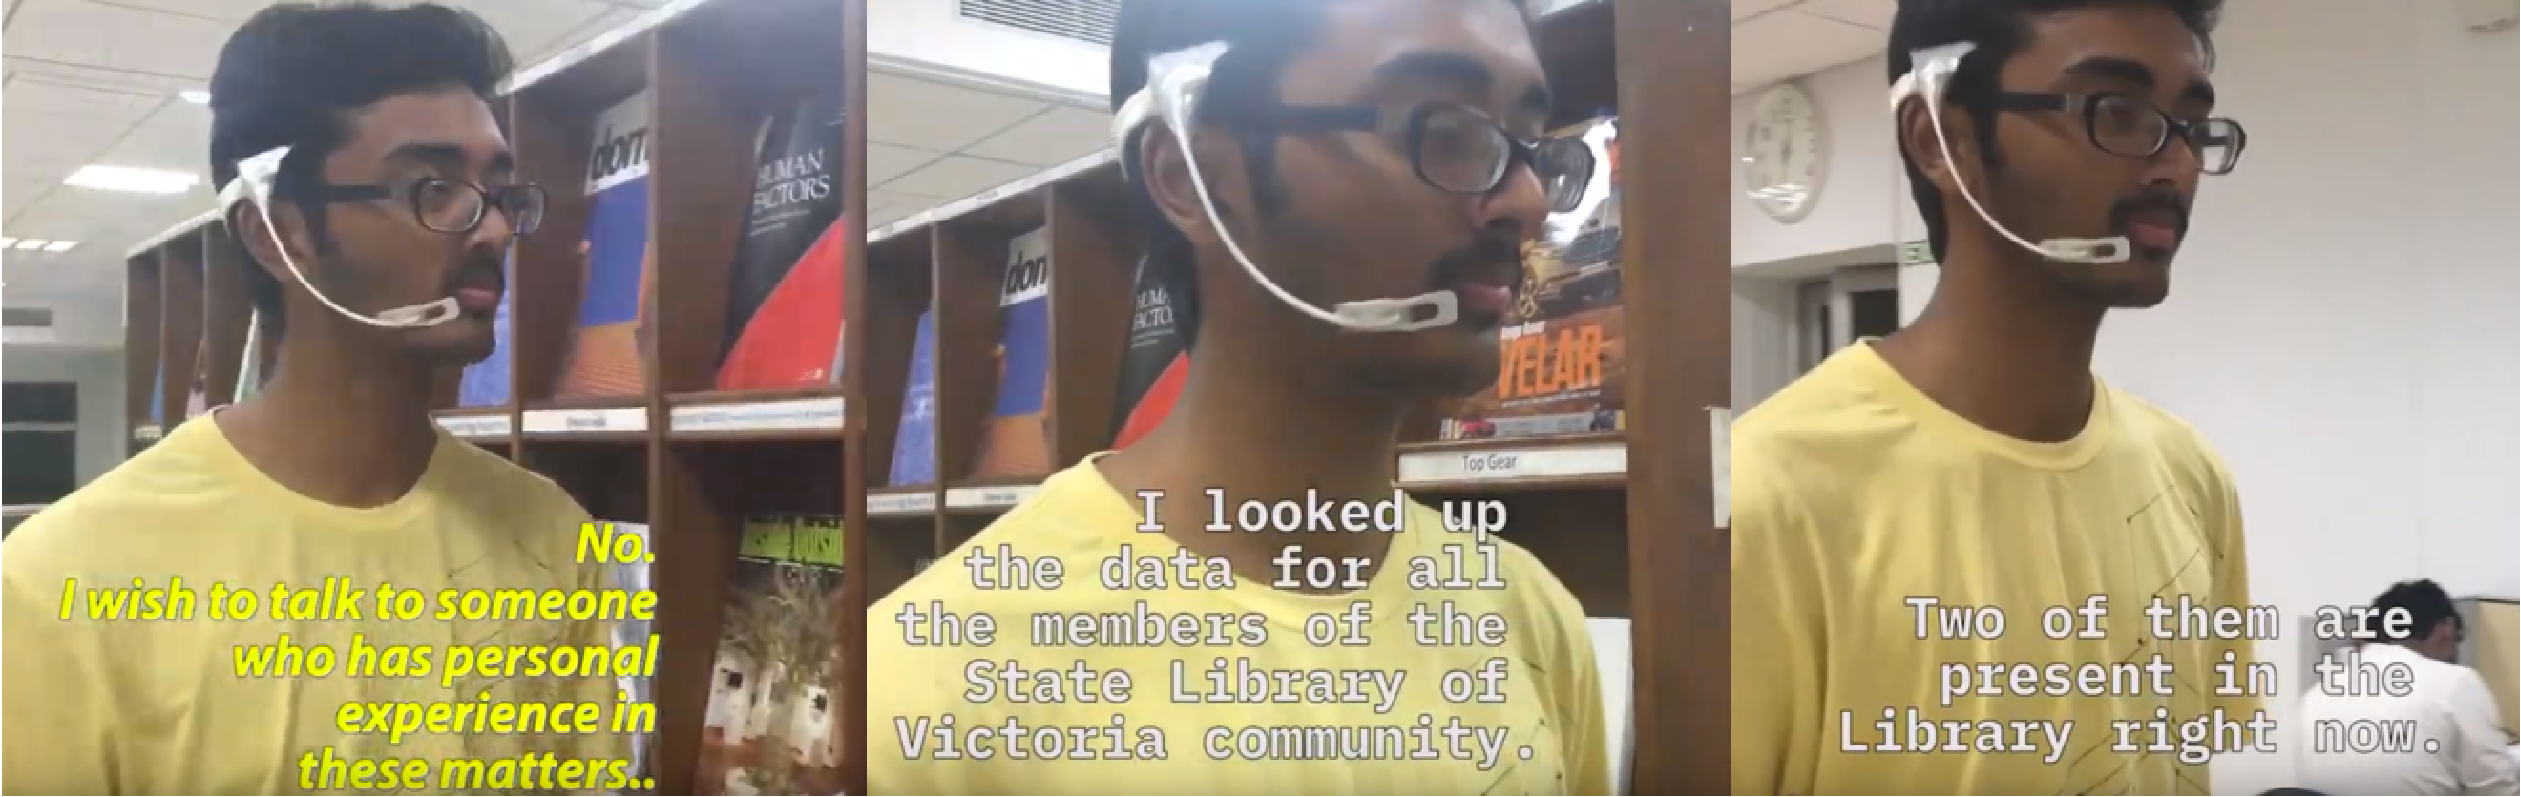 dom
HUMAN
FACTORS
No.
I wish to talk to someone
who has personal
experience in
these matters..
dom
VELAR
Top Gear
I looked up
the data for all
the members of the
State Library of
Victoria community.
Two of them are
present in the
Library right now.